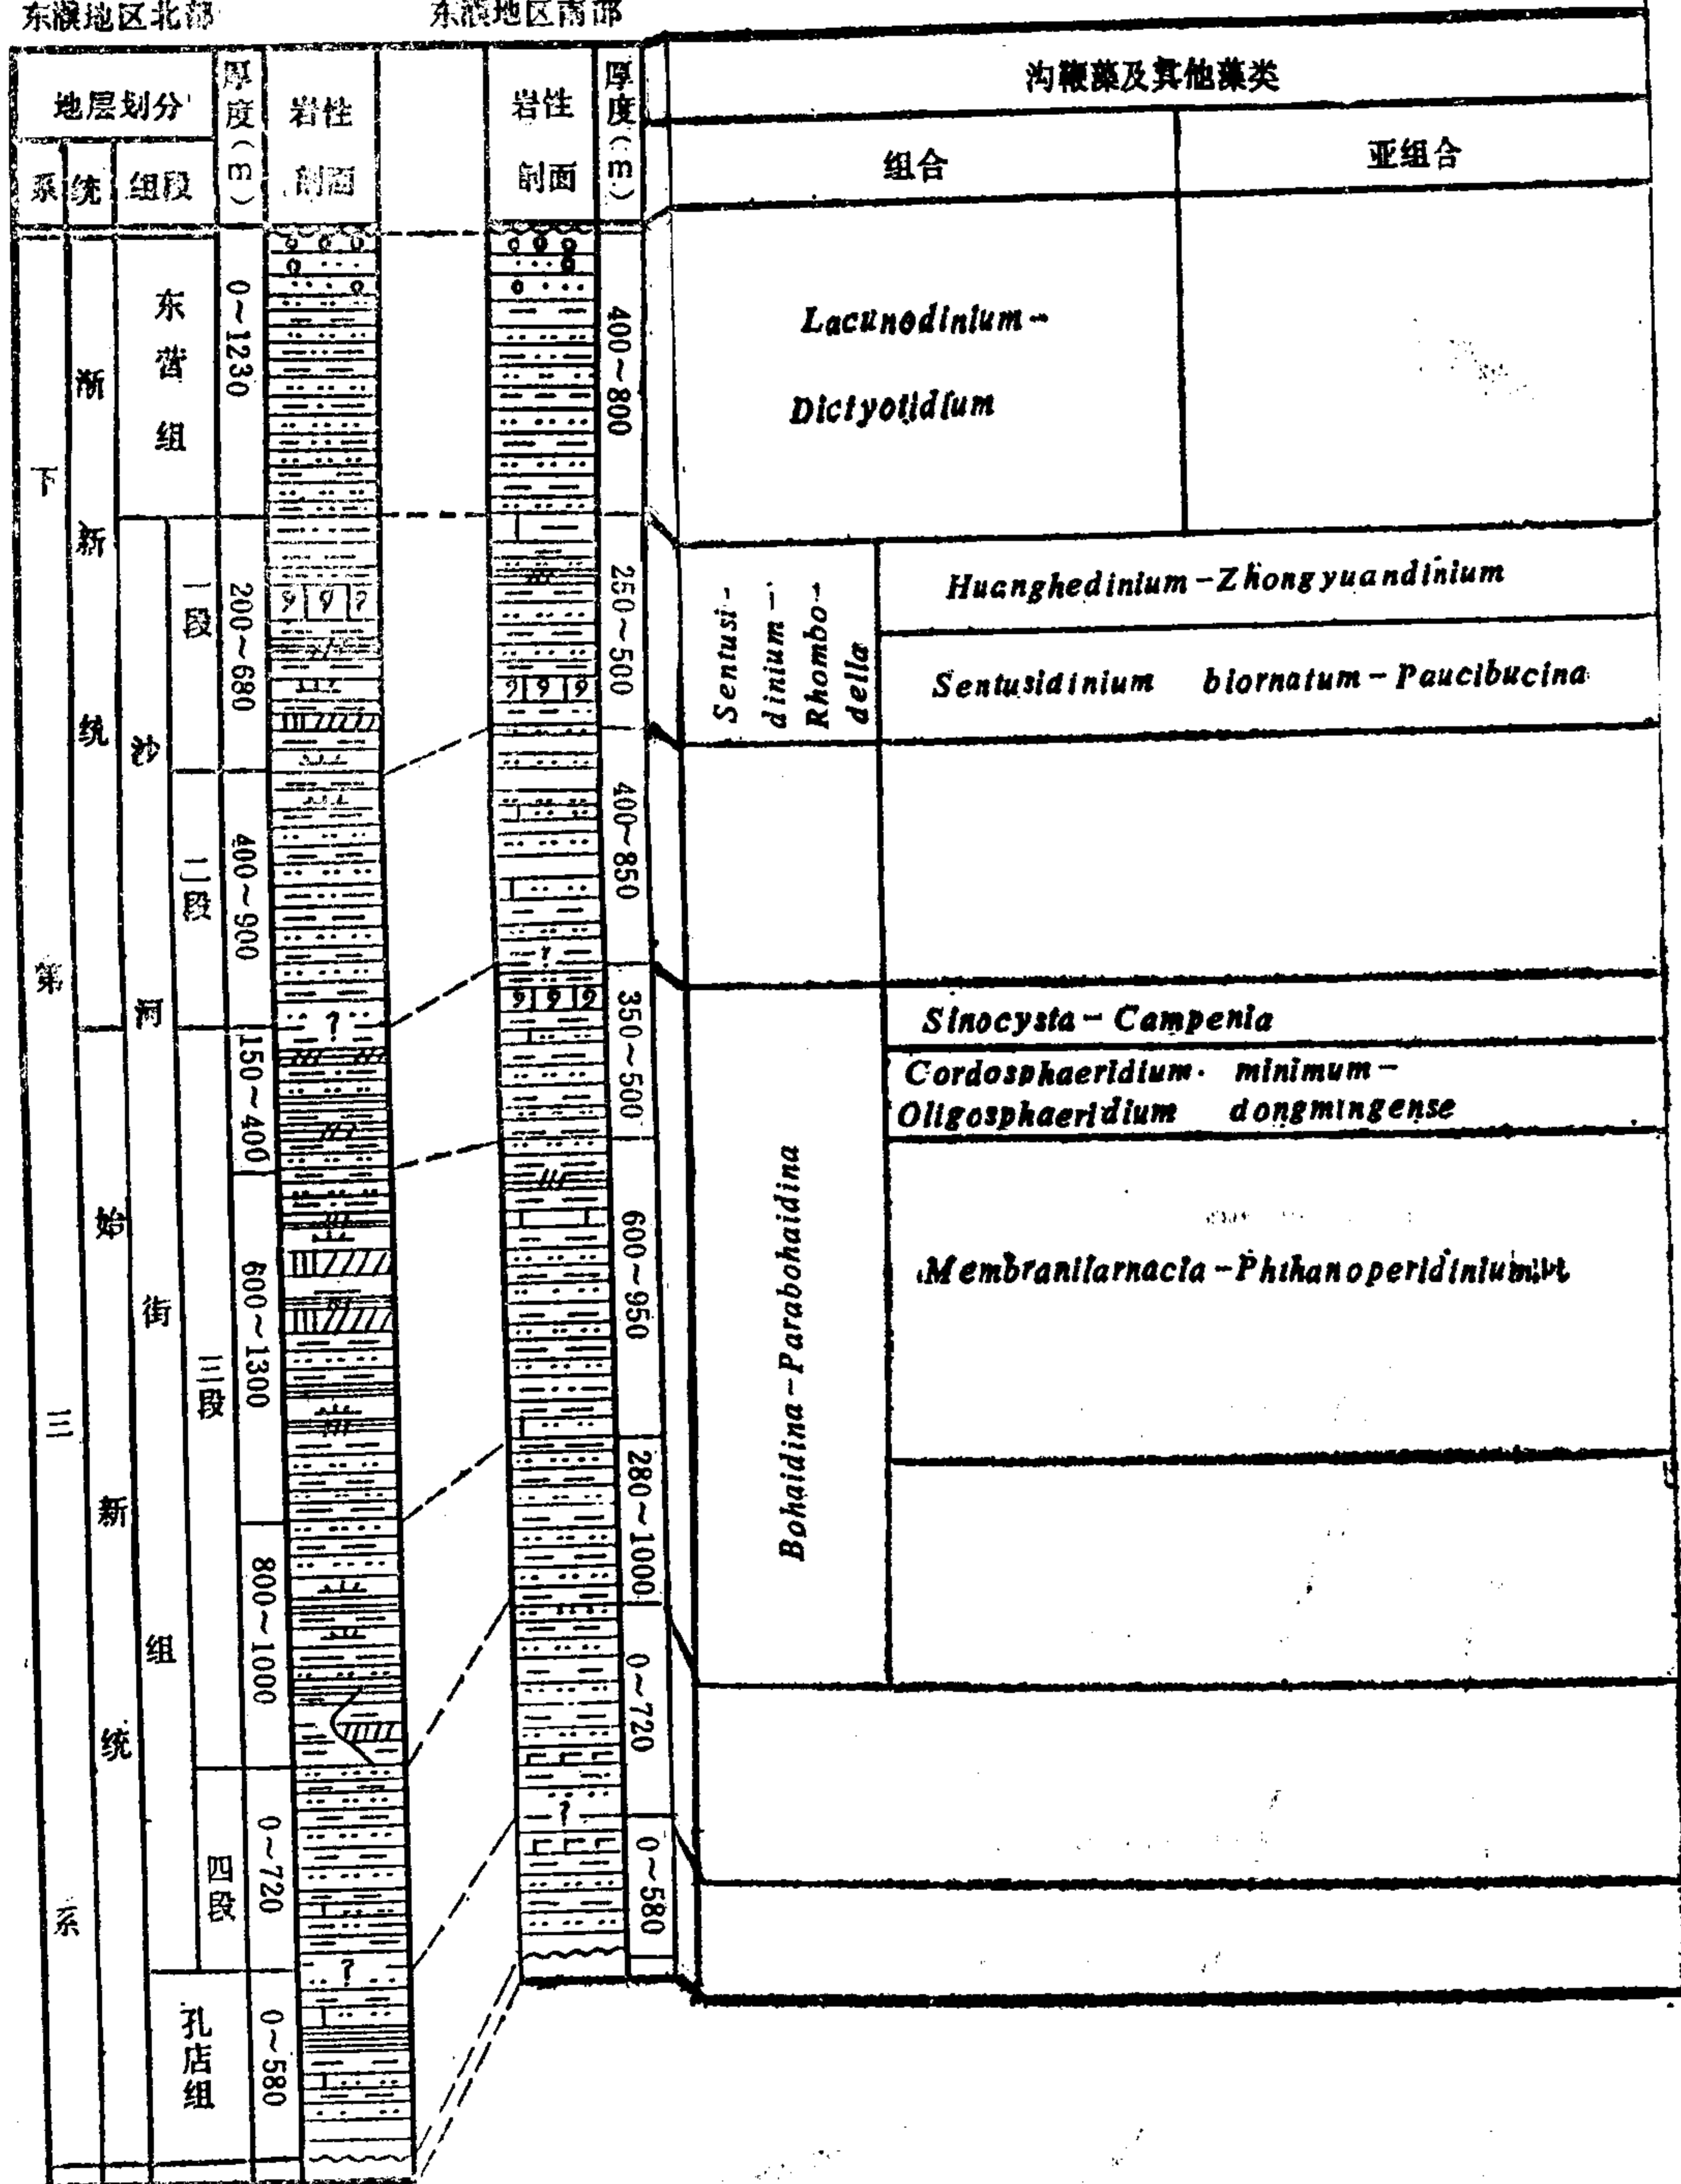 东濮地区北部
东濮地区南部
地层划分
系
统
组段
厚度(m)
岩性
剖面
岩性
剖面
厚度(m)
沟鞭藻及其他藻类
组合
亚组合
下第三系
渐新统
始新统
东营组
沙河街组
一段
二段
三段
四段
孔店组
0~1230
200~680
400~900
150~400
600~1300
800~1000
0~720
0~580
400~800
250~500
400~850
350~500
600~950
280~1000
0~720
0~580
Lacunodinium-
Dictyotidium
Sentusi-
dinium-
Rhombo-
della
Huanghedinium-Zhongyuandinium
Sentusidinium biornatum-Paucibucina
Bohaidina-Parabohaidina
Sinocysta-Campenia
Cordosphaeridium minimum-
Oligosphaeridium dongmingense
Membranilarnacia-Phthanoperidinium